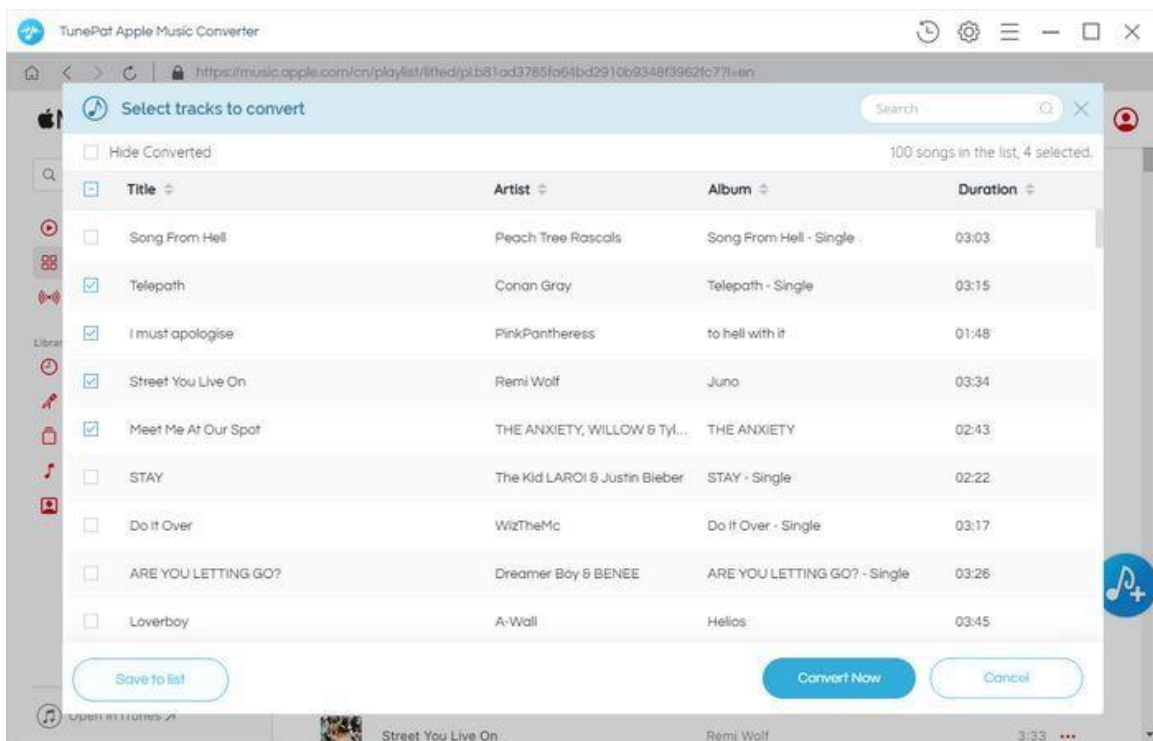 TunePat Apple Music Converter
https://music.apple.com/cn/playlist/lifted/pl.b81ad3785fa64bd2910b9348f3962fc7?l=en
Select tracks to convert
Search
Hide Converted
100 songs in the list, 4 selected.
Title Artist Album Duration
Song From Hell Peach Tree Rascals Song From Hell - Single 03:03
Telepath Conan Gray Telepath - Single 03:15
I must apologise PinkPantheress to hell with it 01:48
Street You Live On Remi Wolf Juno 03:34
Meet Me At Our Spot THE ANXIETY, WILLOW & Tyl... THE ANXIETY 02:43
STAY The Kid LAROI & Justin Bieber STAY - Single 02:22
Do It Over WizTheMc Do It Over - Single 03:17
ARE YOU LETTING GO? Dreamer Boy & BENEE ARE YOU LETTING GO? - Single 03:26
Loverboy A-Wall Helios 03:45
Save to list
Convert Now
Cancel
Open in iTunes
Street You Live On Remi Wolf 3:33